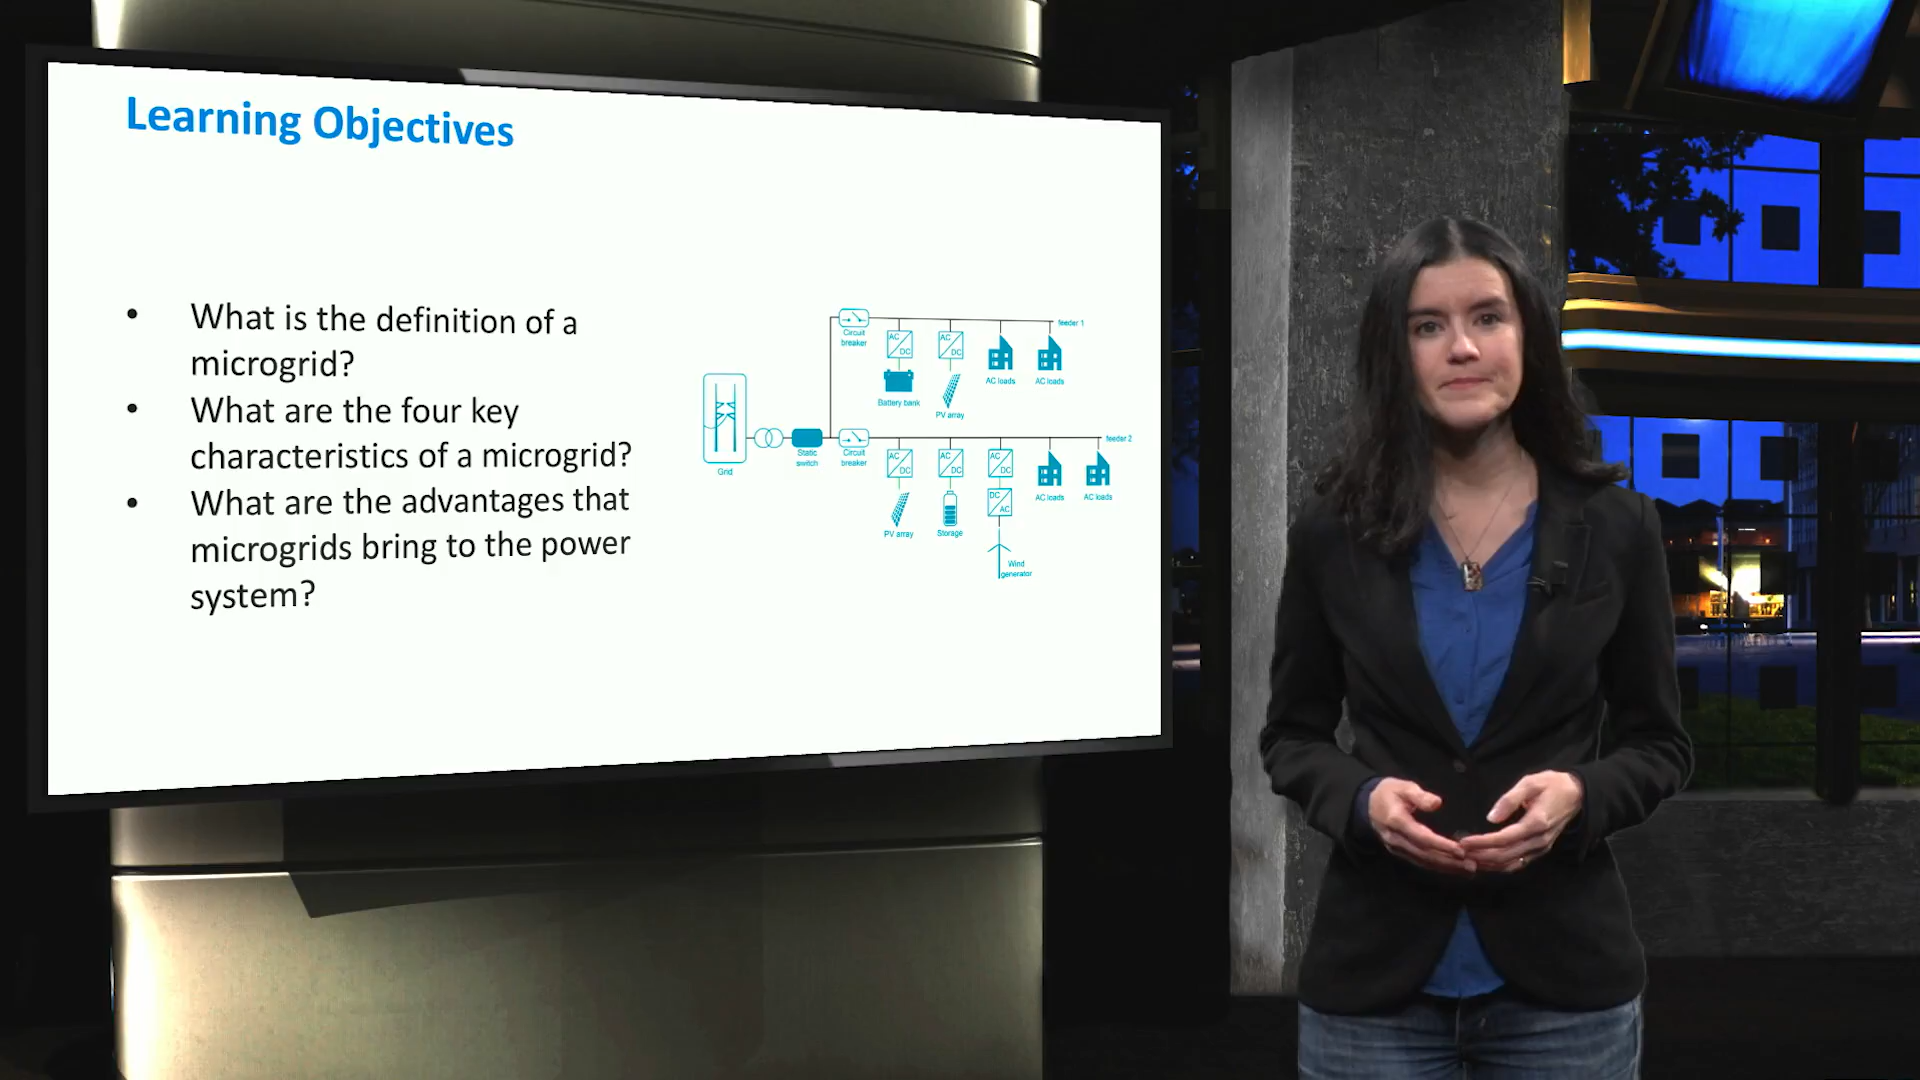 Learning Objectives
• What is the definition of a
microgrid?
• What are the four key
characteristics of a microgrid?
• What are the advantages that
microgrids bring to the power
system?
Grid
Static
switch
Circuit
breaker
AC
DC
Battery bank
AC
DC
PV array
AC loads
AC loads
feeder 1
Circuit
breaker
AC
DC
PV array
AC
DC
Storage
AC
DC
DC
AC
Wind
generator
AC loads
AC loads
feeder 2